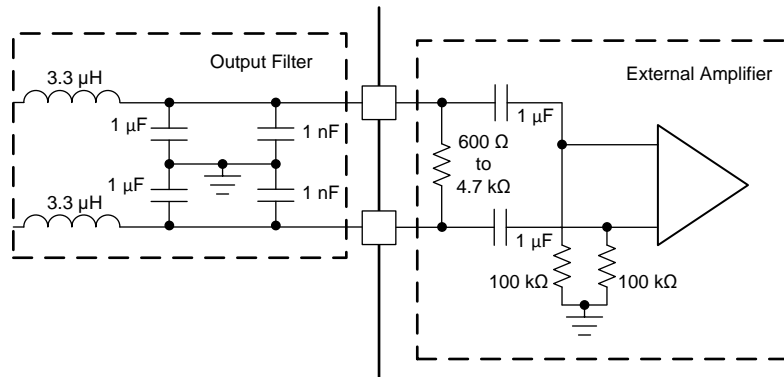 Output Filter
External Amplifier
3.3 µH
1 µF
1 nF
1 µF
600 Ω
to
4.7 kΩ
1 µF
1 nF
3.3 µH
1 µF
100 kΩ
100 kΩ